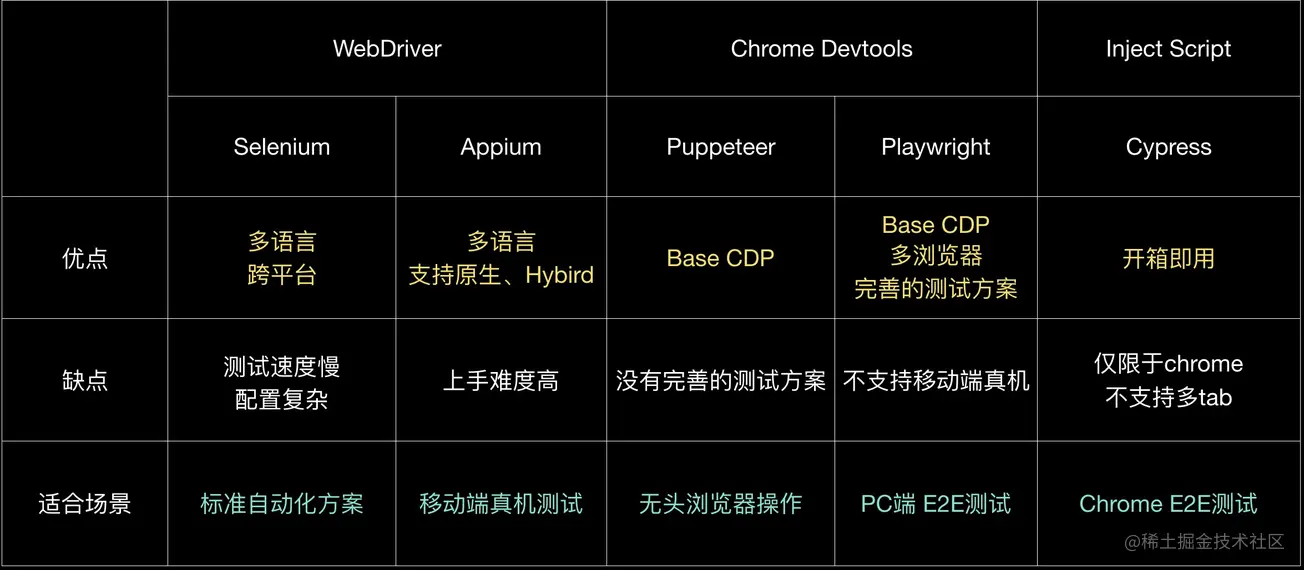 WebDriver
Chrome Devtools
Inject Script
Selenium
Appium
Puppeteer
Playwright
Cypress
优点
多语言
跨平台
多语言
支持原生、Hybird
Base CDP
Base CDP
多浏览器
完善的测试方案
开箱即用
缺点
测试速度慢
配置复杂
上手难度高
没有完善的测试方案
不支持移动端真机
仅限于chrome
不支持多tab
适合场景
标准自动化方案
移动端真机测试
无头浏览器操作
PC端 E2E测试
Chrome E2E测试
@稀土掘金技术社区